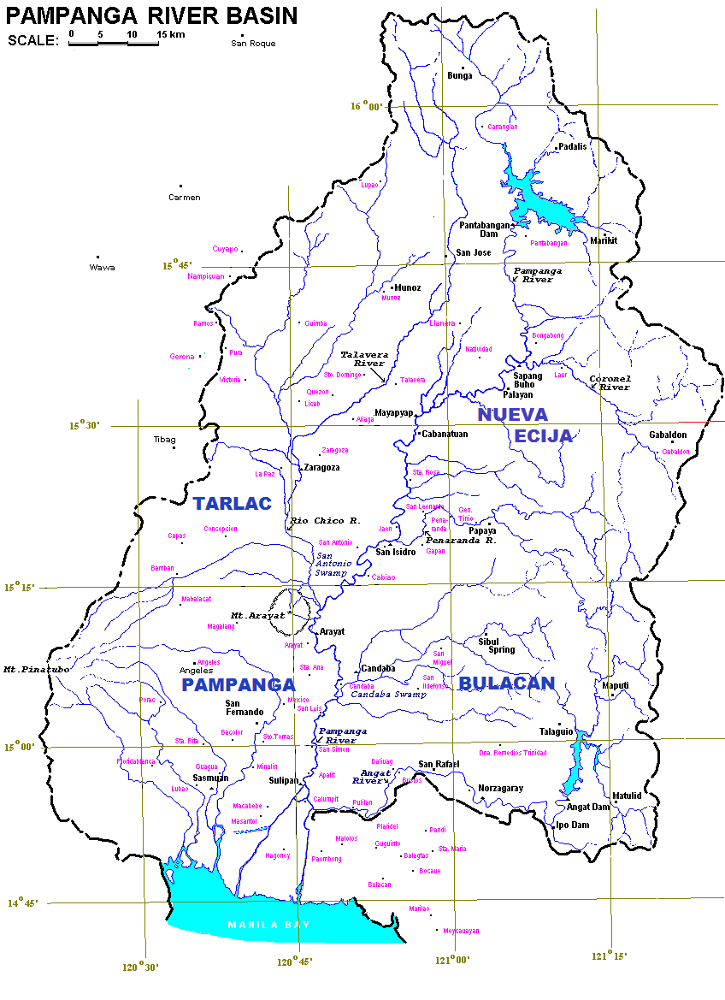 PAMPANGA RIVER BASIN
SCALE: 0 5 10 15 km
San Roque
Bunga
16°00'
Carranglan
Padalis
Lupao
Carmen
Pantabangan
Dam
Pantabangan
Marikit
Cuyapo
San Jose
Wawa
15°45'
Nampicuan
Pampanga
River
Munoz
Munoz
Ramos
Guimba
Llanera
Bongabong
Pura
Gerona
Talavera
River
Natividad
Victoria
Sto. Domingo
Talavera
Sapang
Buho
Laur
Coronel
River
Quezon
Licab
Palayan
Mayapyap
Aliaga
NUEVA
ECIJA
15°30'
Cabanatuan
Gabaldon
Gabaldon
Tibag
Zaragoza
La Paz
Zaragoza
Sta. Rosa
TARLAC
San Leonardo
Gen.
Tinio
Rio Chico R.
Pena-
randa
Papaya
Jaen
Concepcion
Capas
San Antonio
Penaranda R.
San Isidro
Gapan
San
Antonio
Swamp
Bamban
Cabiao
15°15'
Mabalacat
Mt.Arayat
Magalang
Arayat
Arayat
Sibul
Spring
San
Miguel
Mt.Pinatubo
Angeles
Angeles
Sta. Ana
Candaba
PAMPANGA
Candaba
San
Ildefonso
BULACAN
Maputi
Candaba Swamp
Porac
San
Fernando
Mexico
San Luis
Talaguio
Bacolor
Sto.Tomas
Pampanga
River
Sta. Rita
15°00'
San Simon
Dna. Remedios Trinidad
Floridablanca
Guagua
Minalin
Baliuag
San Rafael
Apalit
Angat
River
Bustos
Sasmuan
Sulipan
Lubao
Norzagaray
Matulid
Calumpit
Pulilan
Macabebe
Angat Dam
Masantol
Ipo Dam
Plaridel
Pandi
Malolos
Guguinto
Hagonoy
Paombong
Balagtas
Sta. Maria
Bocaue
Bulacan
14°45'
Marilao
MANILA BAY
Meycauayan
120°30'
120°45'
121°00'
121°15'